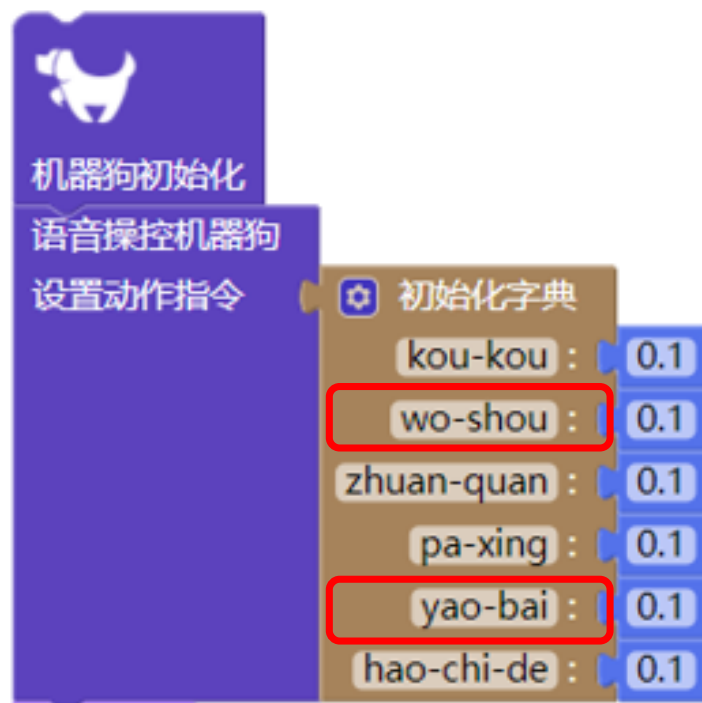 机器狗初始化
语音操控机器狗
设置动作指令 初始化字典
kou-kou : 0.1
wo-shou : 0.1
zhuan-quan : 0.1
pa-xing : 0.1
yao-bai : 0.1
hao-chi-de : 0.1